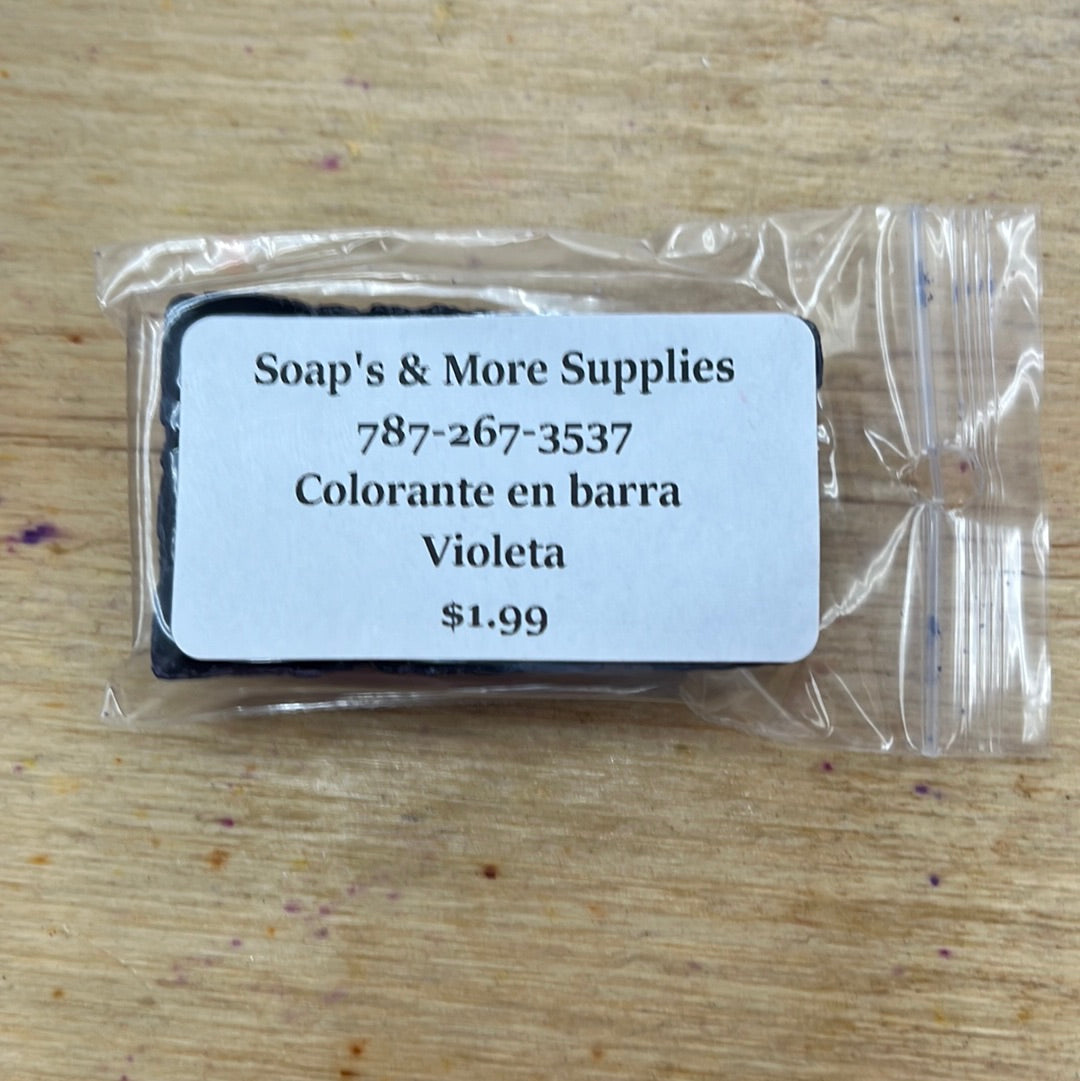 Soap's & More Supplies
787-267-3537
Colorante en barra
Violeta
$1.99